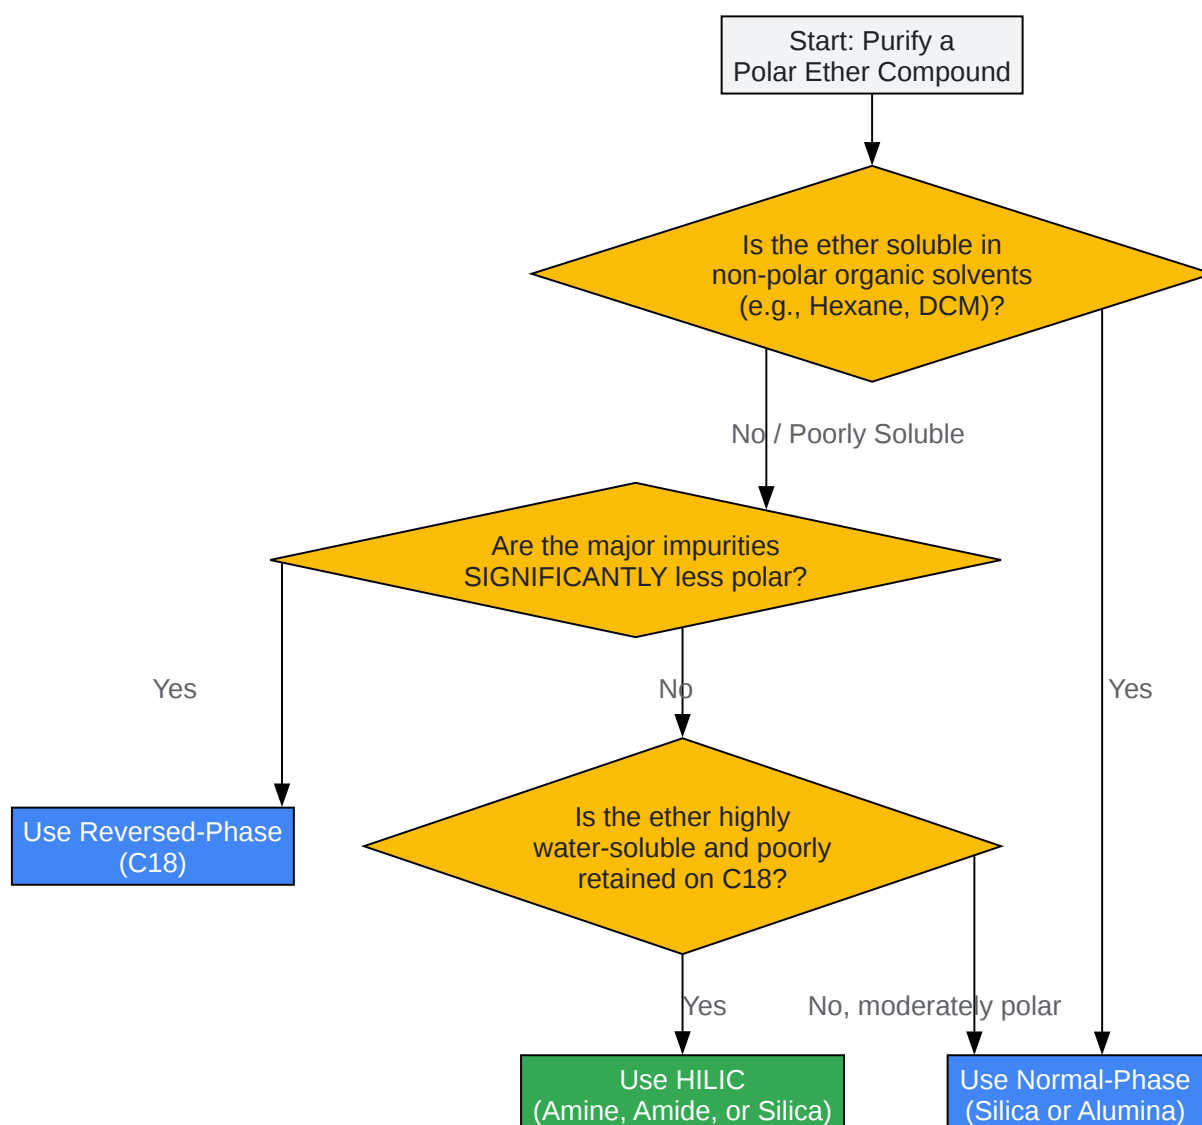 Start: Purify a
Polar Ether Compound
Is the ether soluble in
non-polar organic solvents
(e.g., Hexane, DCM)?
No / Poorly Soluble
Are the major impurities
SIGNIFICANTLY less polar?
Yes
No
Yes
Use Reversed-Phase
(C18)
Is the ether highly
water-soluble and poorly
retained on C18?
Yes
No, moderately polar
Use HILIC
(Amine, Amide, or Silica)
Use Normal-Phase
(Silica or Alumina)